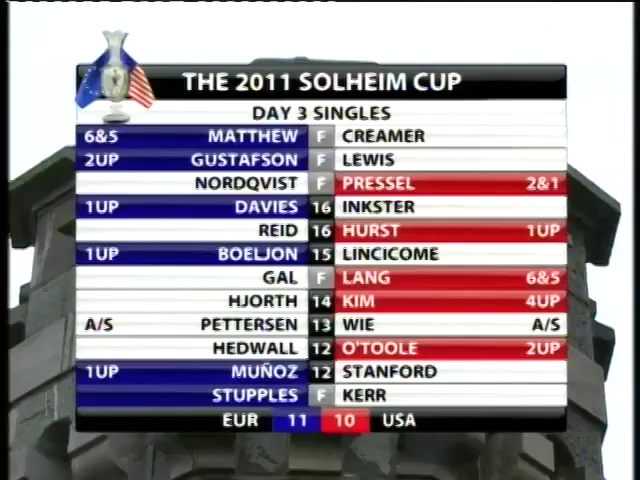 THE 2011 SOLHEIM CUP
DAY 3 SINGLES
6&5 MATTHEW F CREAMER
2UP GUSTAFSON F LEWIS
NORDQVIST F PRESSEL 2&1
1UP DAVIES 16 INKSTER
REID 16 HURST 1UP
1UP BOELJON 15 LINCICOME
GAL F LANG 6&5
HJORTH 14 KIM 4UP
A/S PETTERSEN 13 WIE A/S
HEDWALL 12 O'TOOLE 2UP
1UP MUÑOZ 12 STANFORD
STUPPLES F KERR
EUR 11 10 USA